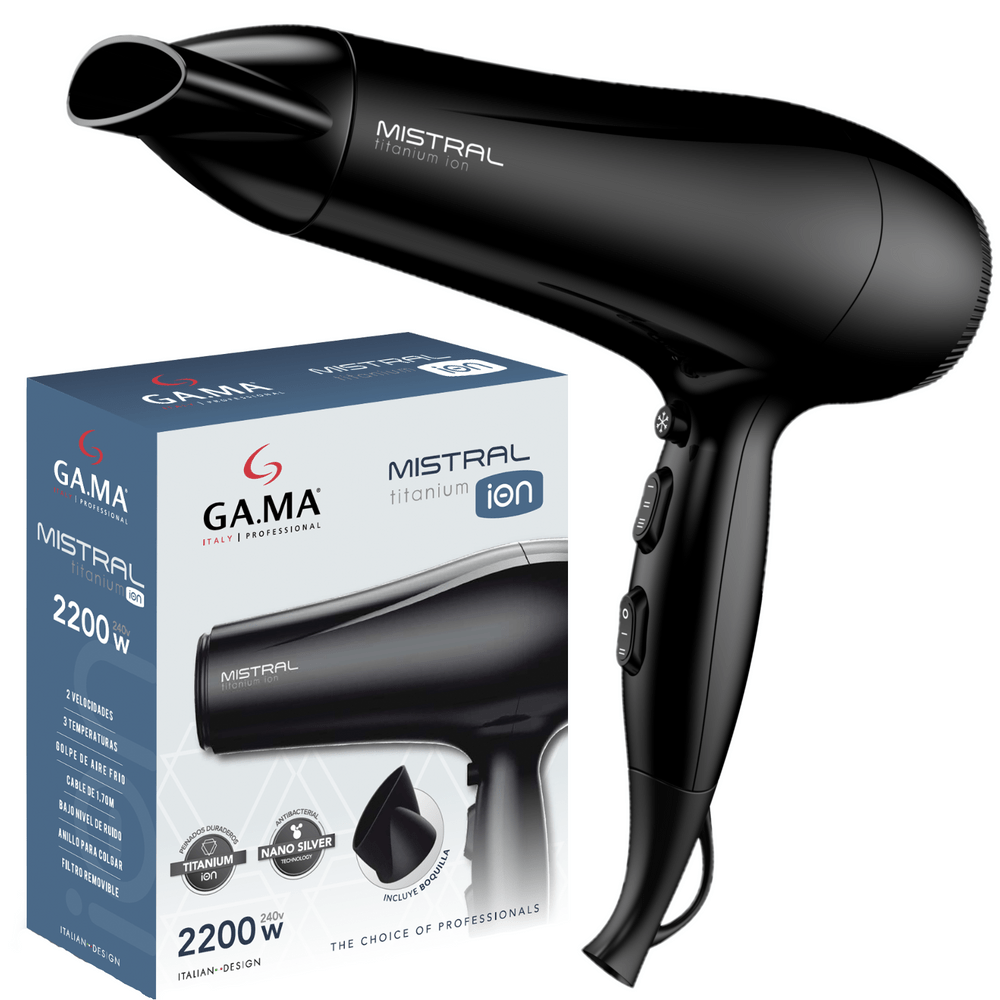 MISTRAL
titanium ion
GA.MA®
ITALY | PROFESSIONAL
MISTRAL
titanium ion
GA.MA®
ITALY | PROFESSIONAL
MISTRAL
titanium ion
2200 W
240v
2 VELOCIDADES
3 TEMPERATURAS
GOLPE DE AIRE FRIO
CABLE DE 1,70M
BAJO NIVEL DE RUIDO
ANILLO PARA COLGAR
FILTRO REMOVIBLE
ion
ITALIAN DESIGN
GA.MA®
ITALY | PROFESSIONAL
MISTRAL
titanium ion
MISTRAL
titanium ion
PEINADOS DURADEROS
TITANIUM
ion
ANTIBACTERIAL
NANO SILVER
TECHNOLOGY
INCLUYE BOQUILLA
2200 W
240v
THE CHOICE OF PROFESSIONALS
ITALIAN DESIGN